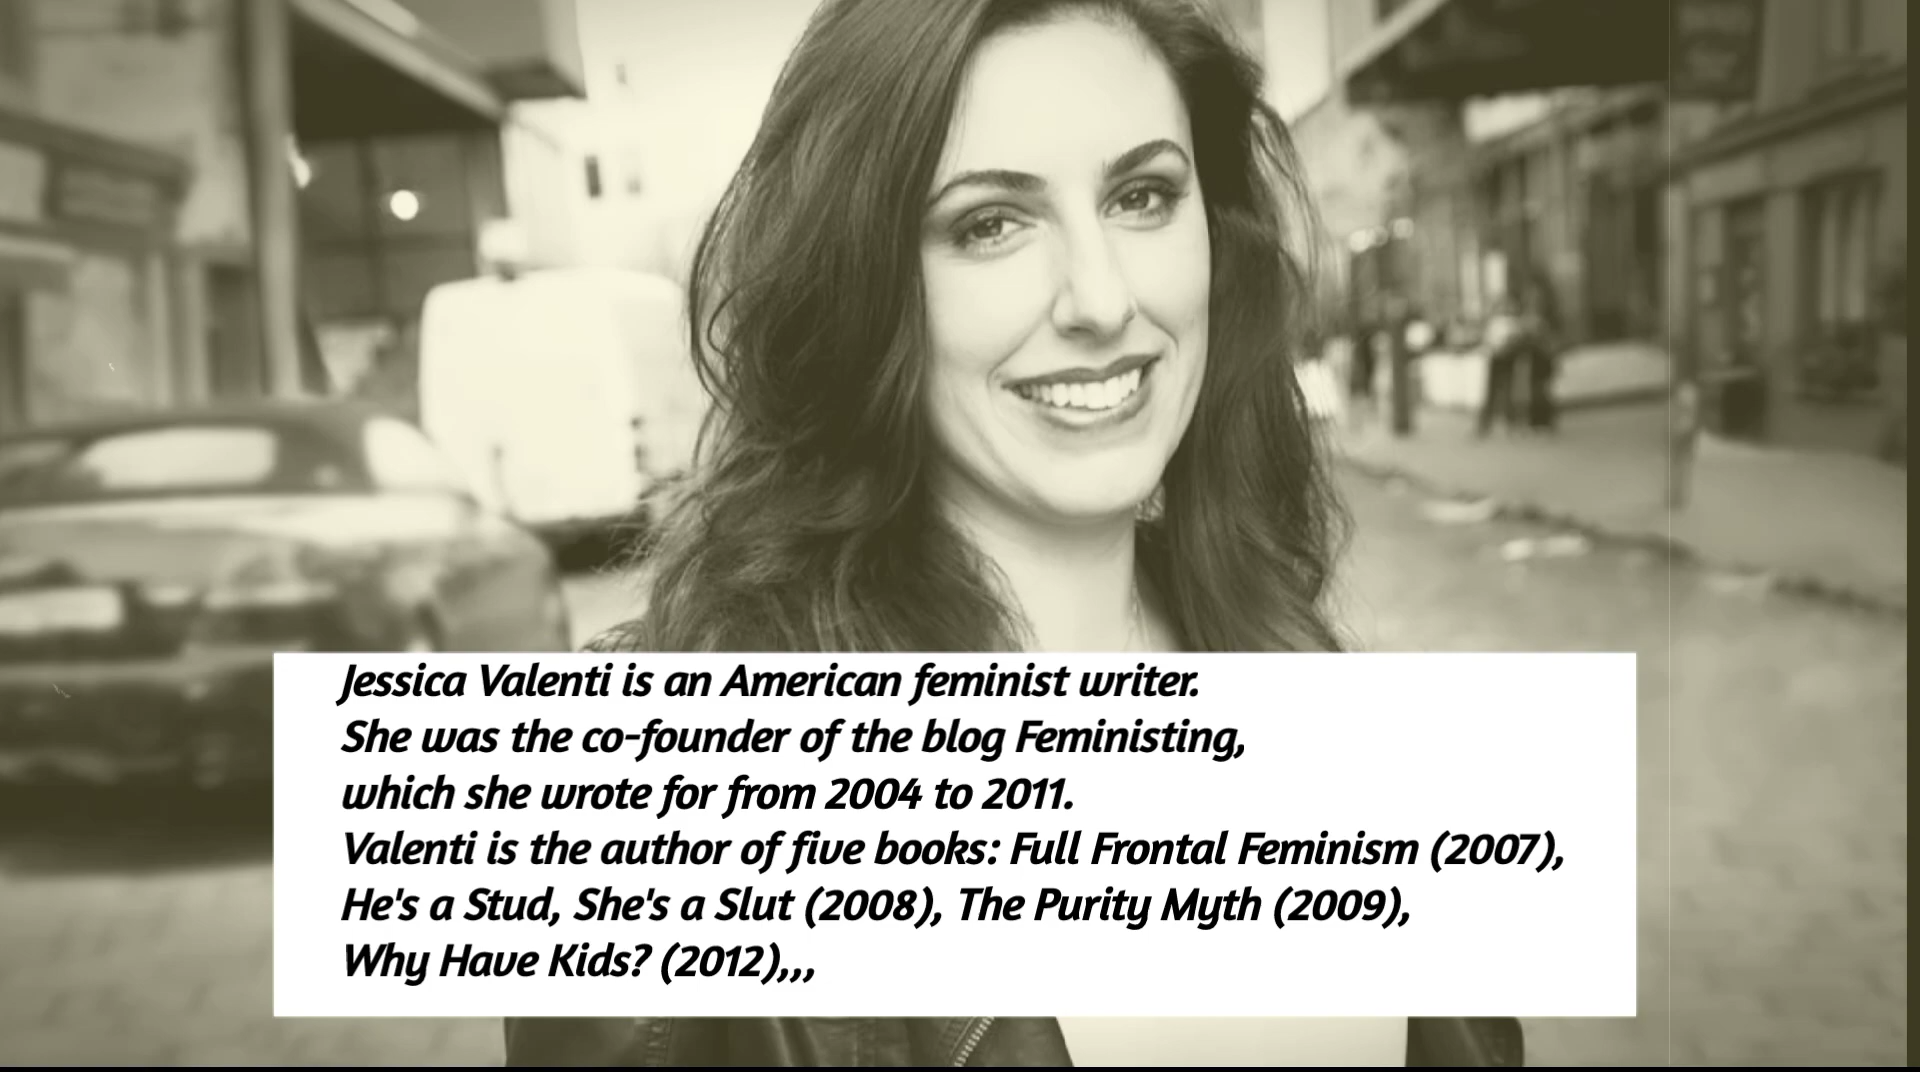 Jessica Valenti is an American feminist writer.
She was the co-founder of the blog Feministing,
which she wrote for from 2004 to 2011.
Valenti is the author of five books: Full Frontal Feminism (2007),
He's a Stud, She's a Slut (2008), The Purity Myth (2009),
Why Have Kids? (2012),,,